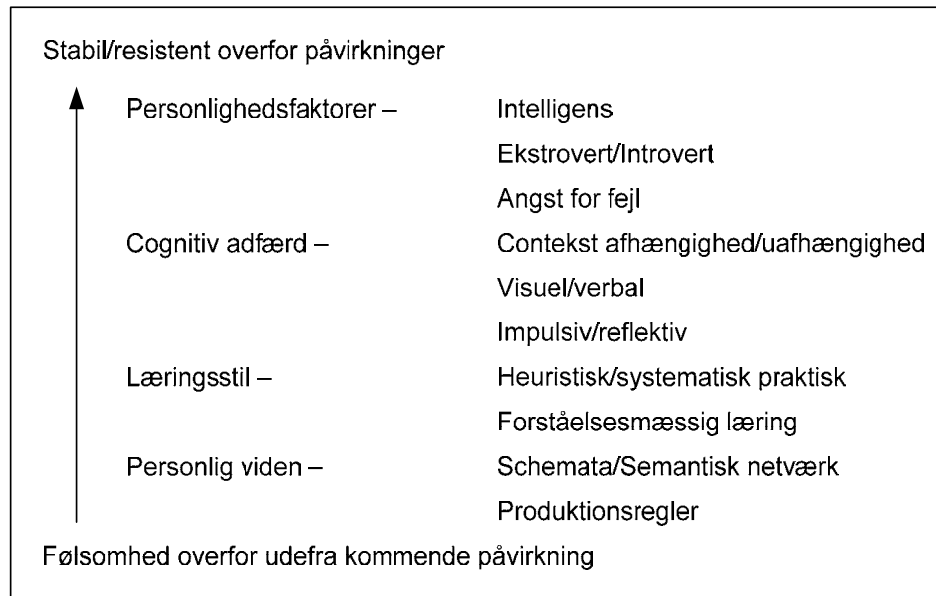 Stabil/resistent overfor påvirkninger
Personlighedsfaktorer – Intelligens
Ekstrovert/Introvert
Angst for fejl
Cognitiv adfærd – Contekst afhængighed/uafhængighed
Visuel/verbal
Impulsiv/reflektiv
Læringsstil – Heuristisk/systematisk praktisk
Forståelsesmæssig læring
Personlig viden – Schemata/Semantisk netværk
Produktionsregler
Følsomhed overfor udefra kommende påvirkning